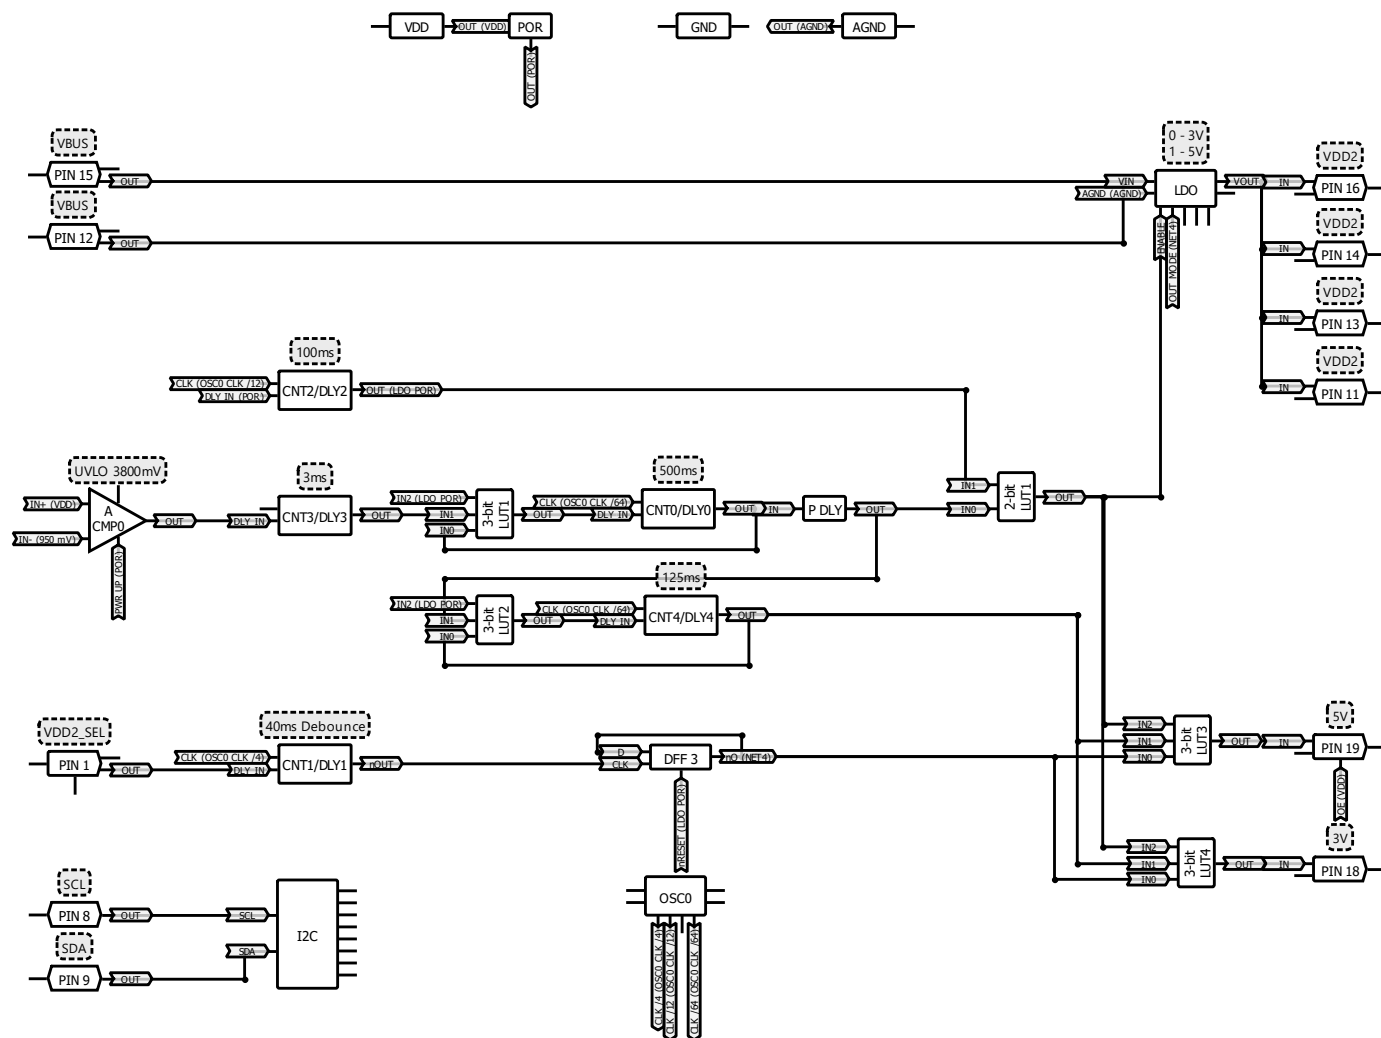 VDD
OUT (VDD)
POR
OUT (POR)
GND
OUT (AGND)
AGND
VBUS
PIN 15
OUT
VBUS
PIN 12
OUT
0 - 3V
1 - 5V
VIN
AGND (AGND)
LDO
VOUT
ENABLE
OUT MODE (NET4)
VDD2
IN
PIN 16
VDD2
IN
PIN 14
VDD2
IN
PIN 13
VDD2
IN
PIN 11
100ms
CLK (OSC0 CLK /12)
DLY IN (POR)
CNT2/DLY2
OUT (LDO POR)
UVLO 3800mV
IN+ (VDD)
IN- (950 mV)
A
CMP0
OUT
PWR UP (POR)
3ms
DLY IN
CNT3/DLY3
OUT
IN2 (LDO POR)
IN1
IN0
3-bit
LUT1
OUT
500ms
CLK (OSC0 CLK /64)
DLY IN
CNT0/DLY0
OUT
IN
P DLY
OUT
IN1
IN0
2-bit
LUT1
OUT
IN2 (LDO POR)
IN1
IN0
3-bit
LUT2
OUT
125ms
CLK (OSC0 CLK /64)
DLY IN
CNT4/DLY4
OUT
VDD2_SEL
PIN 1
OUT
40ms Debounce
CLK (OSC0 CLK /4)
DLY IN
CNT1/DLY1
nOUT
D
CLK
DFF 3
nQ (NET4)
nRESET (LDO POR)
IN2
IN1
IN0
3-bit
LUT3
OUT
IN
5V
PIN 19
OE (VDD)
IN2
IN1
IN0
3-bit
LUT4
OUT
IN
3V
PIN 18
SCL
PIN 8
OUT
SCL
SDA
PIN 9
OUT
SDA
I2C
OSC0
CLK /4 (OSC0 CLK /4)
CLK /12 (OSC0 CLK /12)
CLK /64 (OSC0 CLK /64)